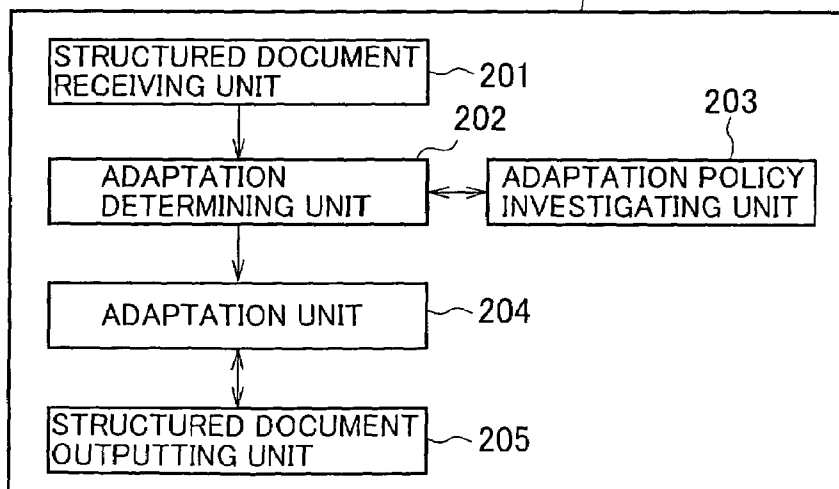 STRUCTURED DOCUMENT
RECEIVING UNIT
201
202
203
ADAPTATION
DETERMINING UNIT
ADAPTATION POLICY
INVESTIGATING UNIT
ADAPTATION UNIT
204
STRUCTURED DOCUMENT
OUTPUTTING UNIT
205